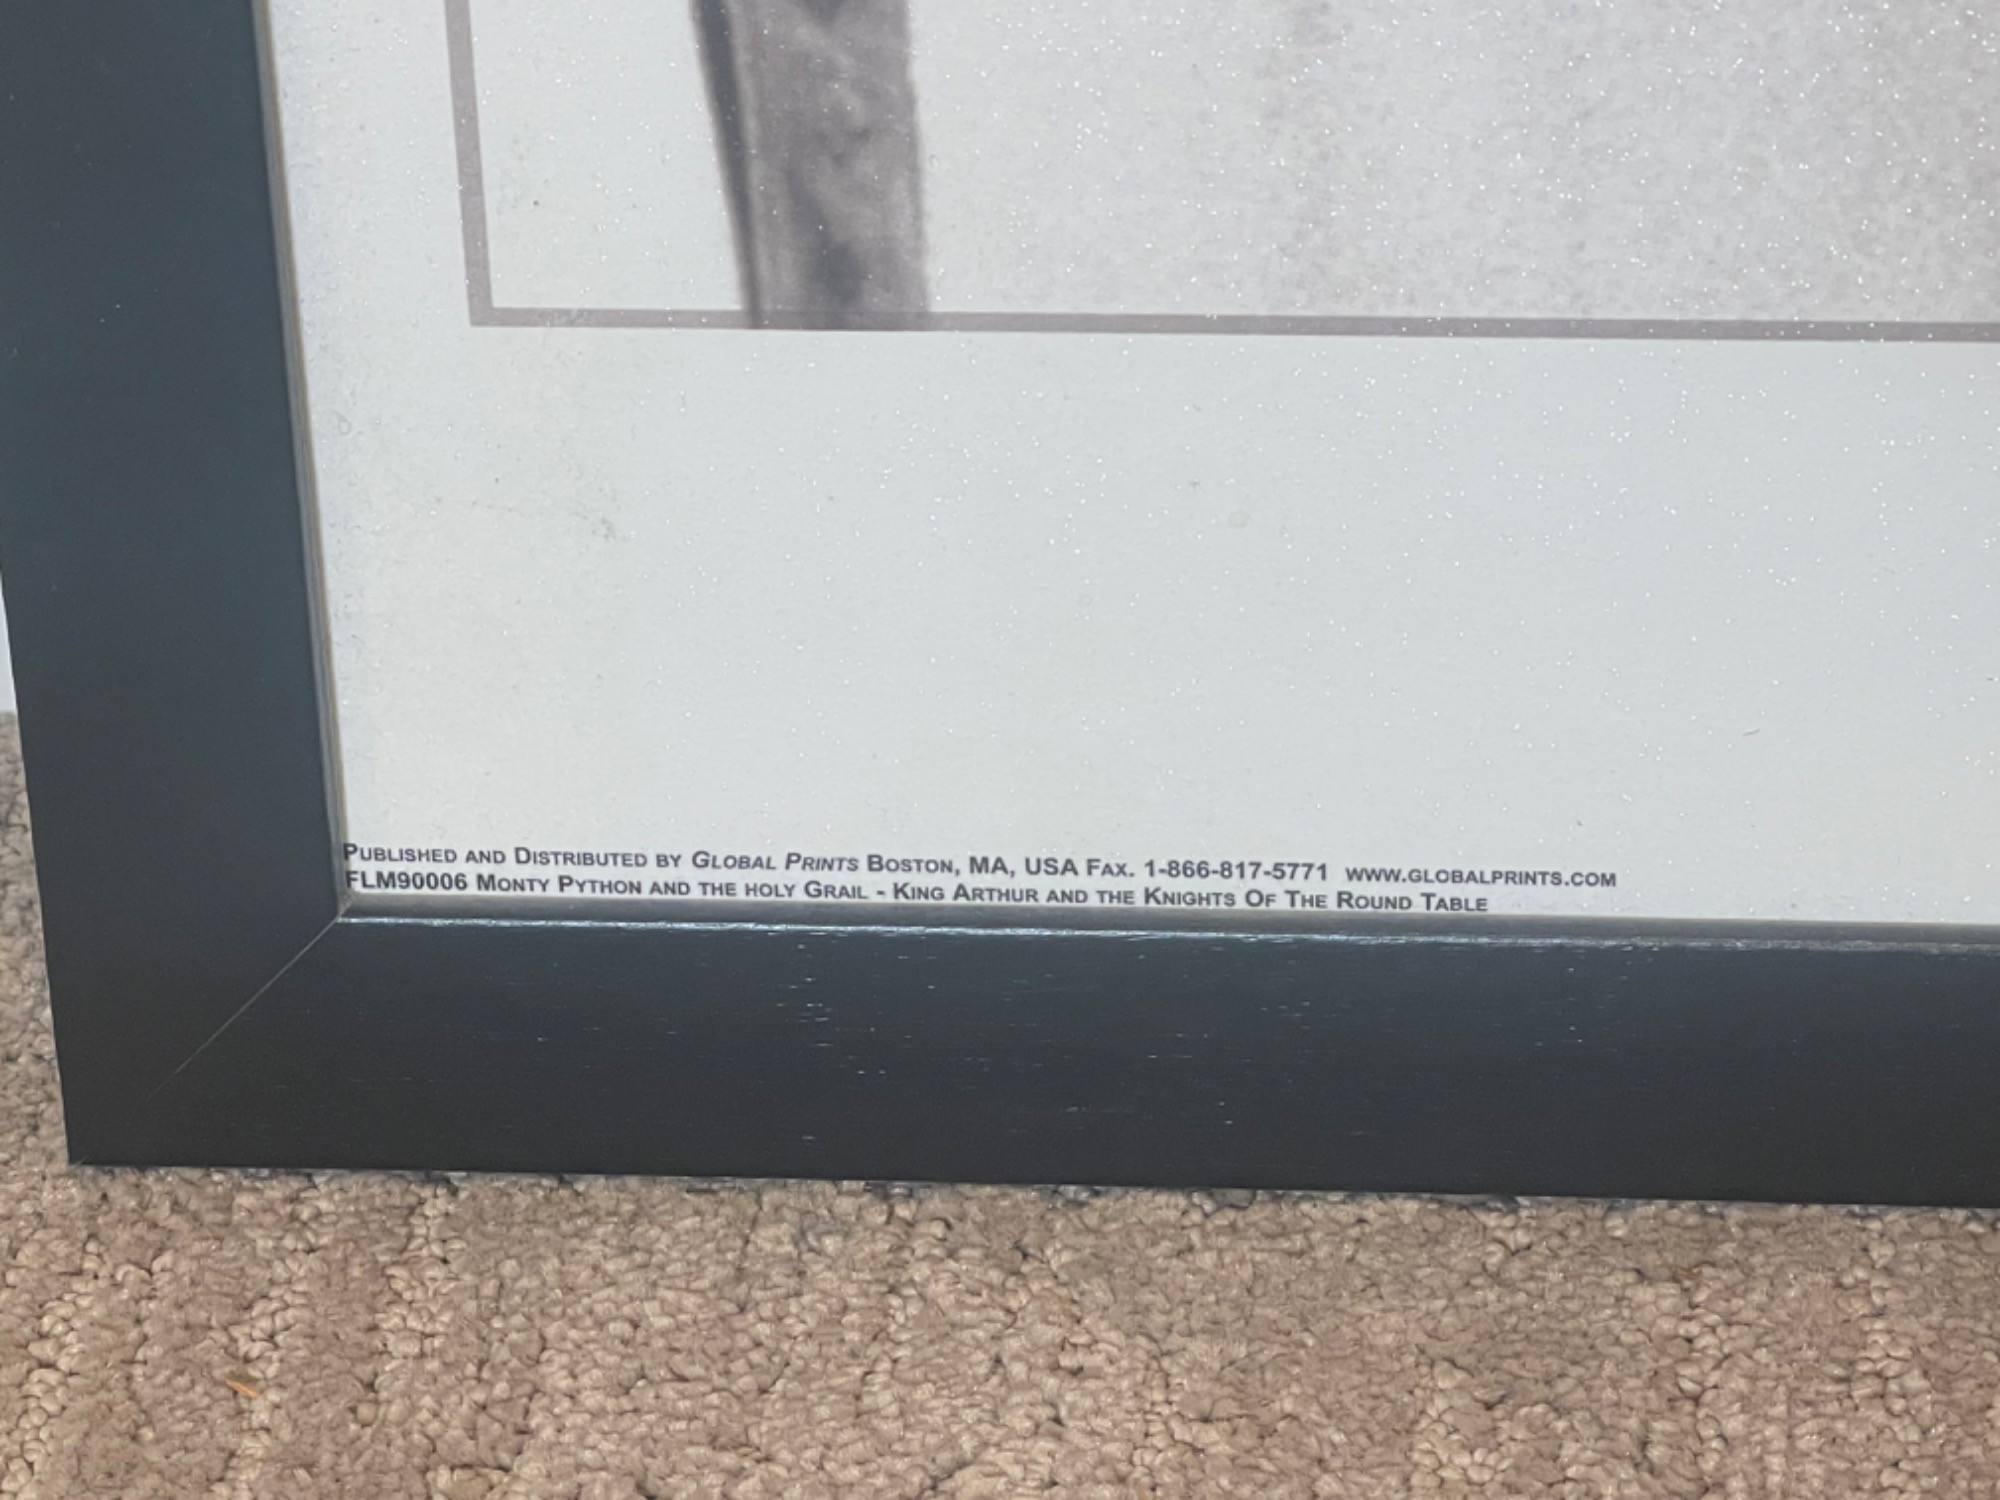 Published and Distributed by Global Prints Boston, MA, USA Fax. 1-866-817-5771 www.globalprints.com
FLM90006 Monty Python and the holy Grail - King Arthur and the Knights Of The Round Table